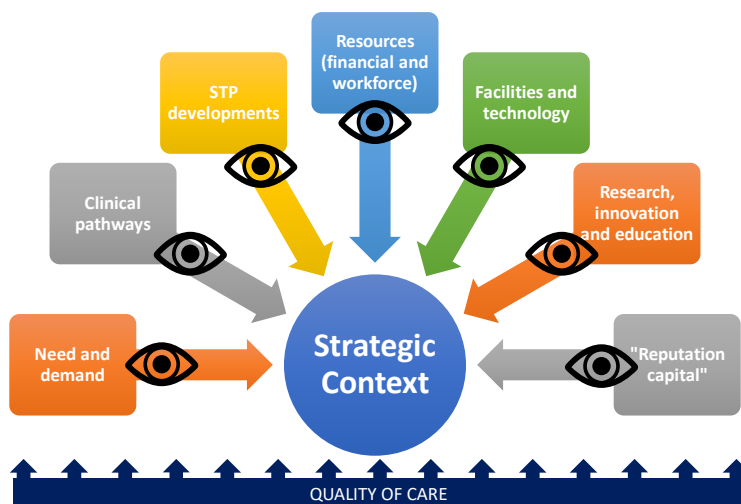 Resources
(financial and
workforce)
STP
developments
Facilities and
technology
Clinical
pathways
Research,
innovation
and education
Need and
demand
Strategic
Context
"Reputation
capital"
QUALITY OF CARE